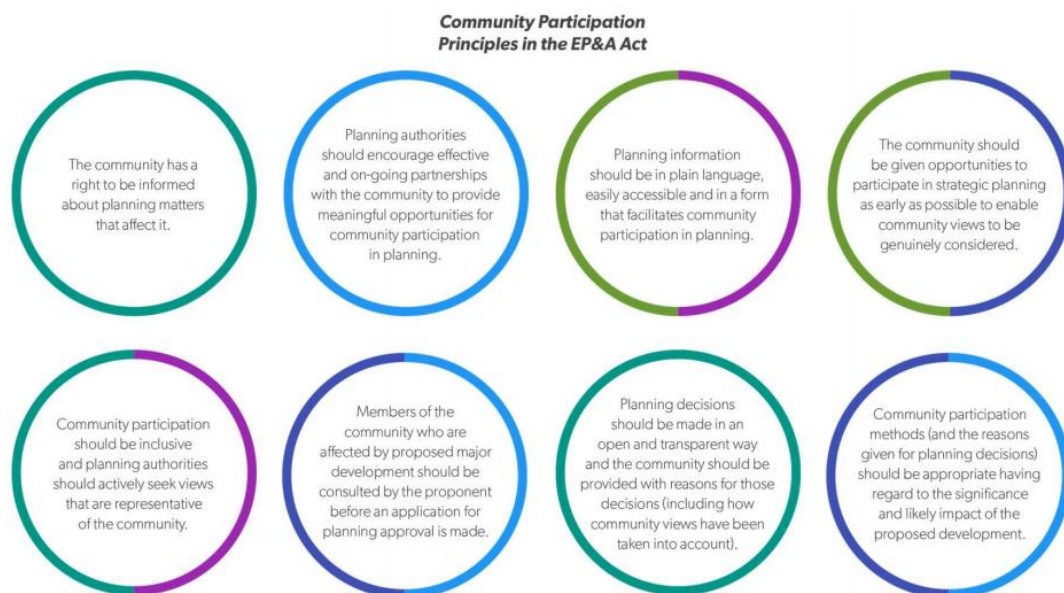 Community Participation
Principles in the EP&A Act
The community has a
right to be informed
about planning matters
that affect it.
Planning authorities
should encourage effective
and on-going partnerships
with the community to provide
meaningful opportunities for
community participation
in planning.
Planning information
should be in plain language,
easily accessible and in a form
that facilitates community
participation in planning.
The community should
be given opportunities to
participate in strategic planning
as early as possible to enable
community views to be
genuinely considered.
Community participation
should be inclusive
and planning authorities
should actively seek views
that are representative
of the community.
Members of the
community who are
affected by proposed major
development should be
consulted by the proponent
before an application for
planning approval is made.
Planning decisions
should be made in an
open and transparent way
and the community should be
provided with reasons for those
decisions (including how
community views have been
taken into account).
Community participation
methods (and the reasons
given for planning decisions)
should be appropriate having
regard to the significance
and likely impact of the
proposed development.